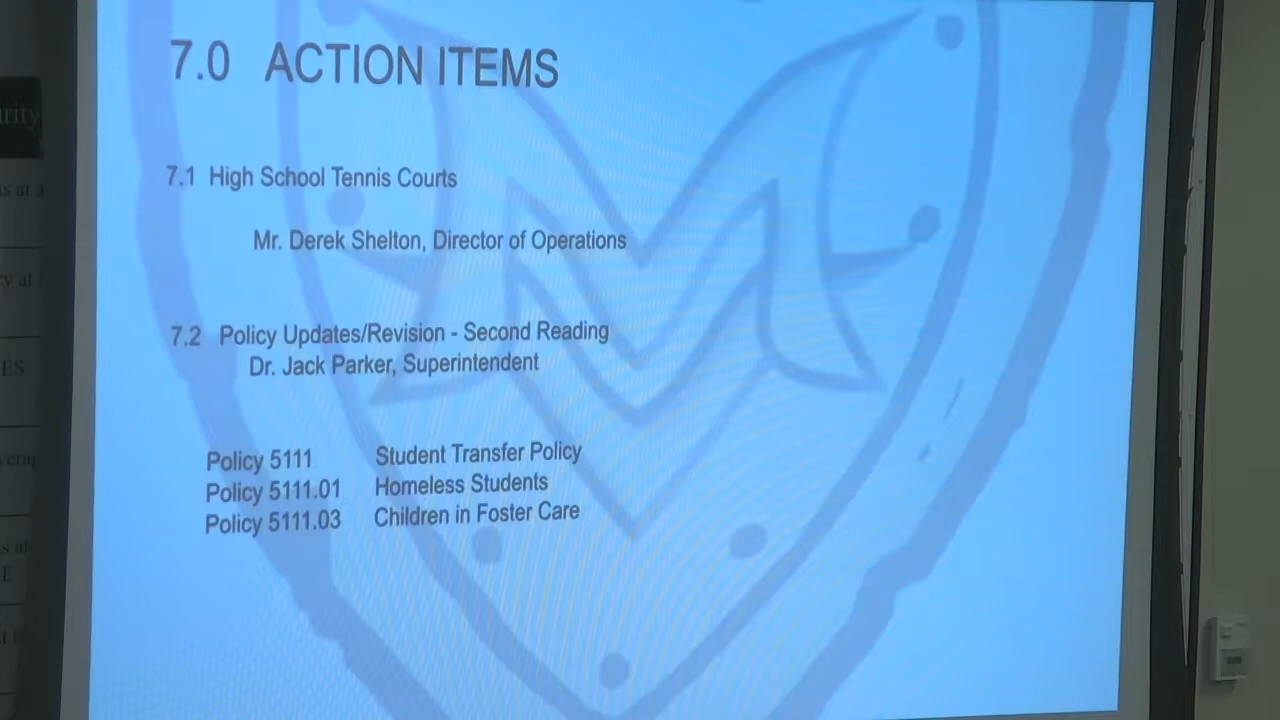 7.0 ACTION ITEMS
7.1 High School Tennis Courts
Mr. Derek Shelton, Director of Operations
7.2 Policy Updates/Revision - Second Reading
Dr. Jack Parker, Superintendent
Policy 5111 Student Transfer Policy
Policy 5111.01 Homeless Students
Policy 5111.03 Children in Foster Care